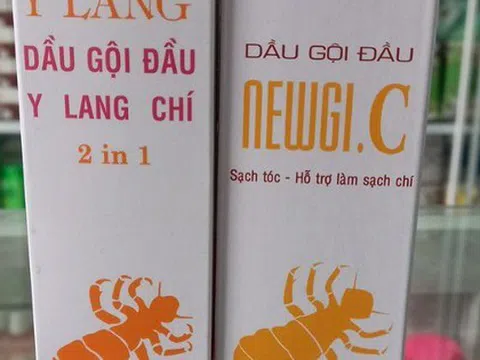 Y LANG
DẦU GỘI ĐẦU
Y LANG CHÍ
2 in 1
DẦU GỘI ĐẦU
NEWGI.C
Sạch tóc - Hỗ trợ làm sạch chí